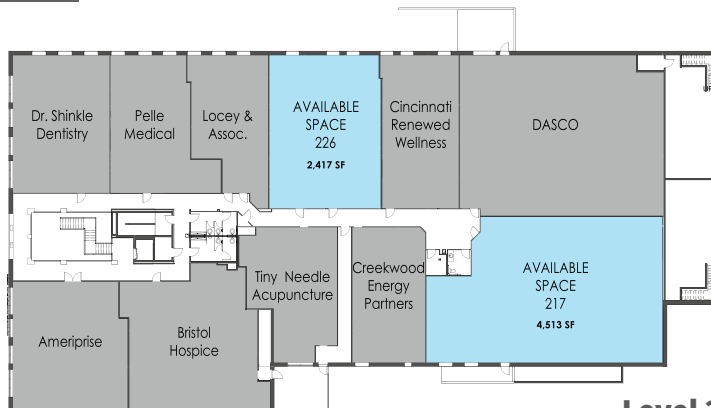 Dr. Shinkle
Dentistry
Pelle
Medical
Locey &
Assoc.
AVAILABLE
SPACE
226
2,417 SF
Cincinnati
Renewed
Wellness
DASCO
Tiny Needle
Acupuncture
Creekwood
Energy
Partners
AVAILABLE
SPACE
217
4,513 SF
Ameriprise
Bristol
Hospice
Level